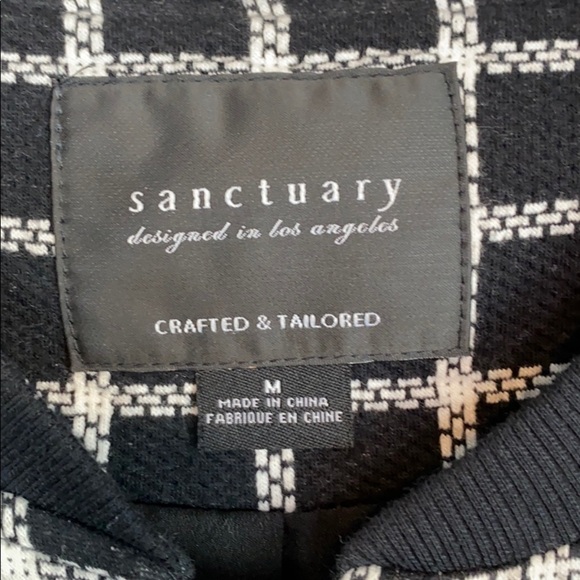 sanctuary
designed in los angeles
CRAFTED & TAILORED
M
MADE IN CHINA
FABRIQUE EN CHINE